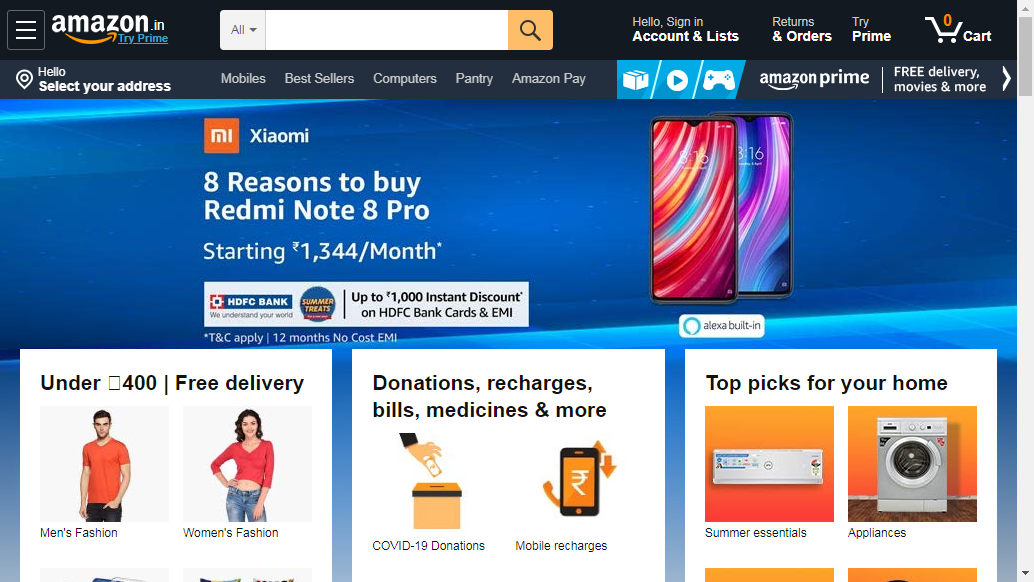 amazon.in
Try Prime
All
Hello, Sign in
Account & Lists
Returns
& Orders
Try
Prime
0
Cart
Hello
Select your address
Mobiles
Best Sellers
Computers
Pantry
Amazon Pay
amazon prime
FREE delivery,
movies & more
mi
Xiaomi
8 Reasons to buy
Redmi Note 8 Pro
Starting ₹1,344/Month*
HDFC BANK
We understand your world
SUMMER
TREATS
Up to ₹1,000 Instant Discount*
on HDFC Bank Cards & EMI
*T&C apply | 12 months No Cost EMI
8:16
8:16
alexa built-in
Under 400 | Free delivery
Men's Fashion
Women's Fashion
Donations, recharges,
bills, medicines & more
COVID-19 Donations
Mobile recharges
Top picks for your home
Summer essentials
Appliances